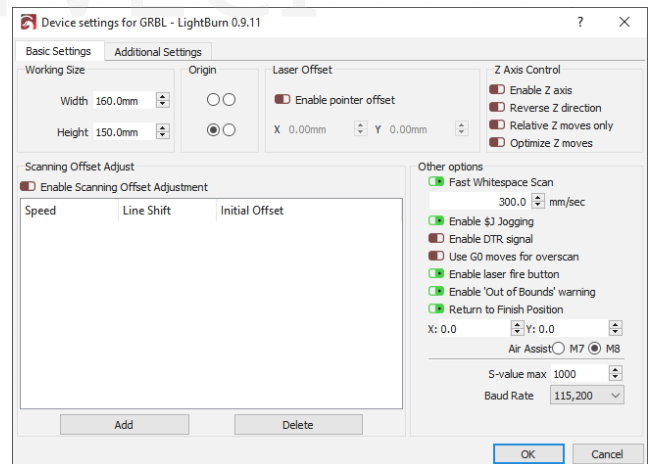 Device settings for GRBL - LightBurn 0.9.11
Basic Settings Additional Settings
Working Size
Width 160.0mm
Height 150.0mm
Origin
Laser Offset
Enable pointer offset
X 0.00mm Y 0.00mm
Z Axis Control
Enable Z axis
Reverse Z direction
Relative Z moves only
Optimize Z moves
Scanning Offset Adjust
Enable Scanning Offset Adjustment
Speed Line Shift Initial Offset
Add Delete
Other options
Fast Whitespace Scan
300.0 mm/sec
Enable $J Jogging
Enable DTR signal
Use G0 moves for overscan
Enable laser fire button
Enable 'Out of Bounds' warning
Return to Finish Position
X: 0.0 Y: 0.0
Air Assist M7 M8
S-value max 1000
Baud Rate 115,200
OK Cancel